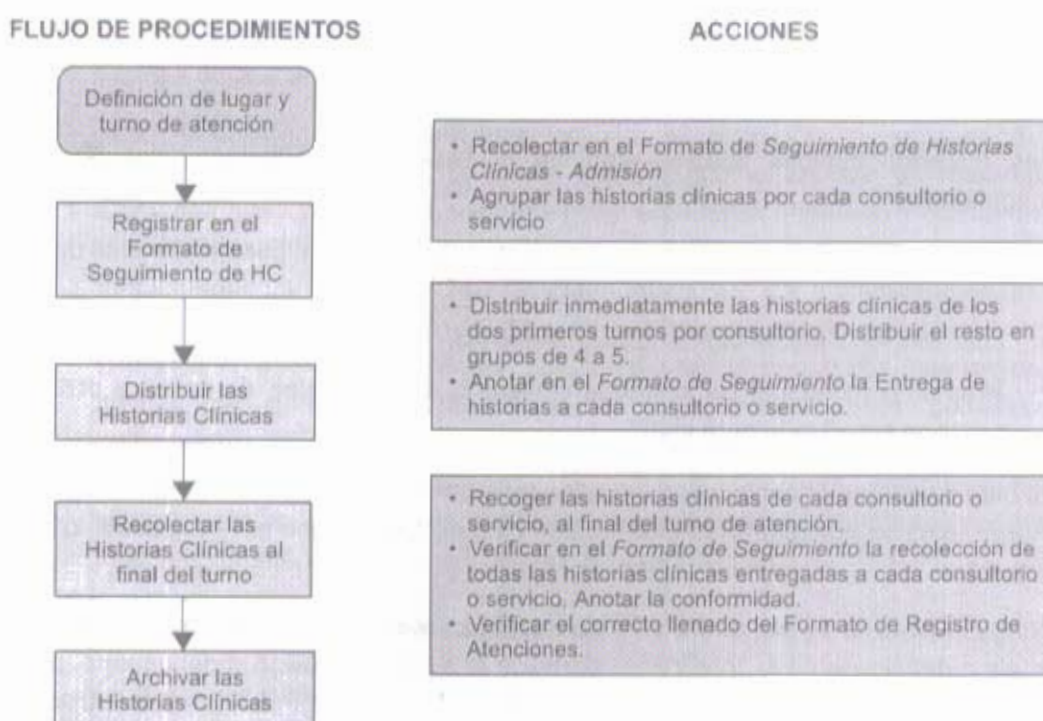 FLUJO DE PROCEDIMIENTOS
ACCIONES
Definición de lugar y
turno de atención
Registrar en el
Formato de
Seguimiento de HC
Distribuir las
Historias Clínicas
Recolectar las
Historias Clínicas al
final del turno
Archivar las
Historias Clínicas
• Recolectar en el Formato de Seguimiento de Historias
Clínicas - Admisión
• Agrupar las historias clínicas por cada consultorio o
servicio
• Distribuir inmediatamente las historias clínicas de los
dos primeros turnos por consultorio. Distribuir el resto en
grupos de 4 a 5.
• Anotar en el Formato de Seguimiento la Entrega de
historias a cada consultorio o servicio.
• Recoger las historias clínicas de cada consultorio o
servicio, al final del turno de atención.
• Verificar en el Formato de Seguimiento la recolección de
todas las historias clínicas entregadas a cada consultorio
o servicio. Anotar la conformidad.
• Verificar el correcto llenado del Formato de Registro de
Atenciones.